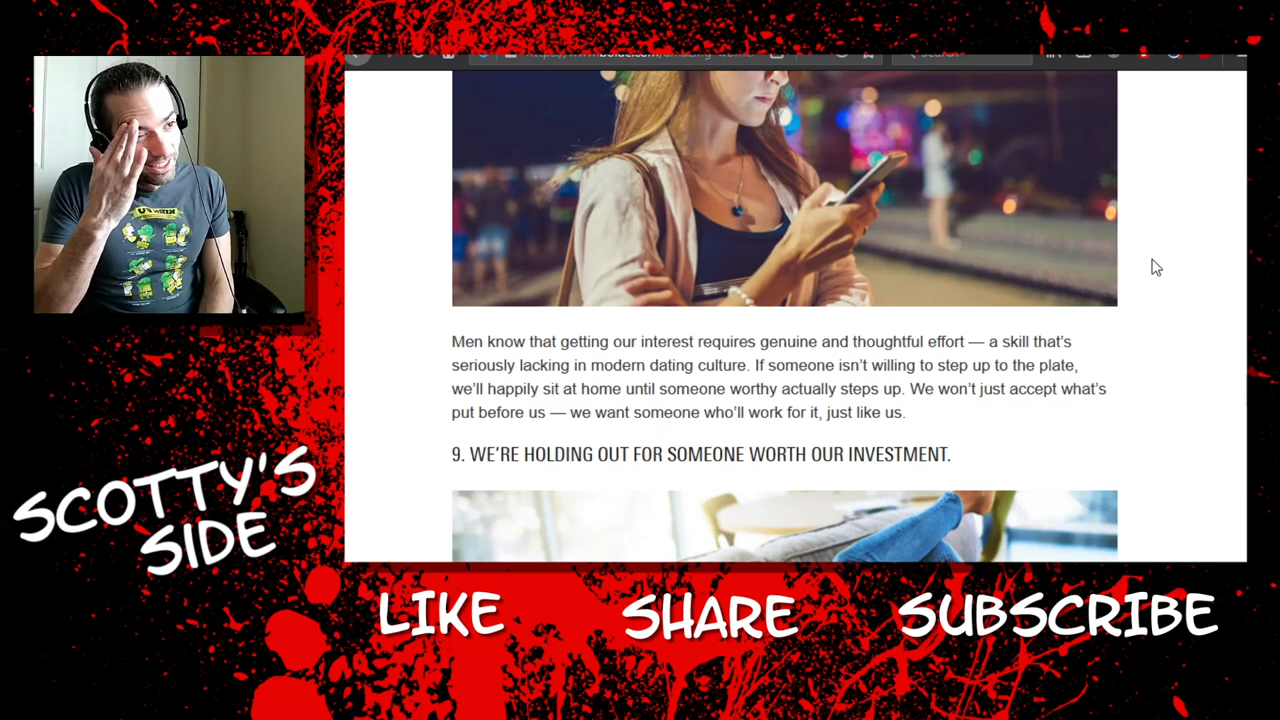 Men know that getting our interest requires genuine and thoughtful effort — a skill that's
seriously lacking in modern dating culture. If someone isn't willing to step up to the plate,
we'll happily sit at home until someone worthy actually steps up. We won't just accept what's
put before us — we want someone who'll work for it, just like us.
9. WE'RE HOLDING OUT FOR SOMEONE WORTH OUR INVESTMENT.
SCOTTY'S
SIDE
LIKE
SHARE
SUBSCRIBE